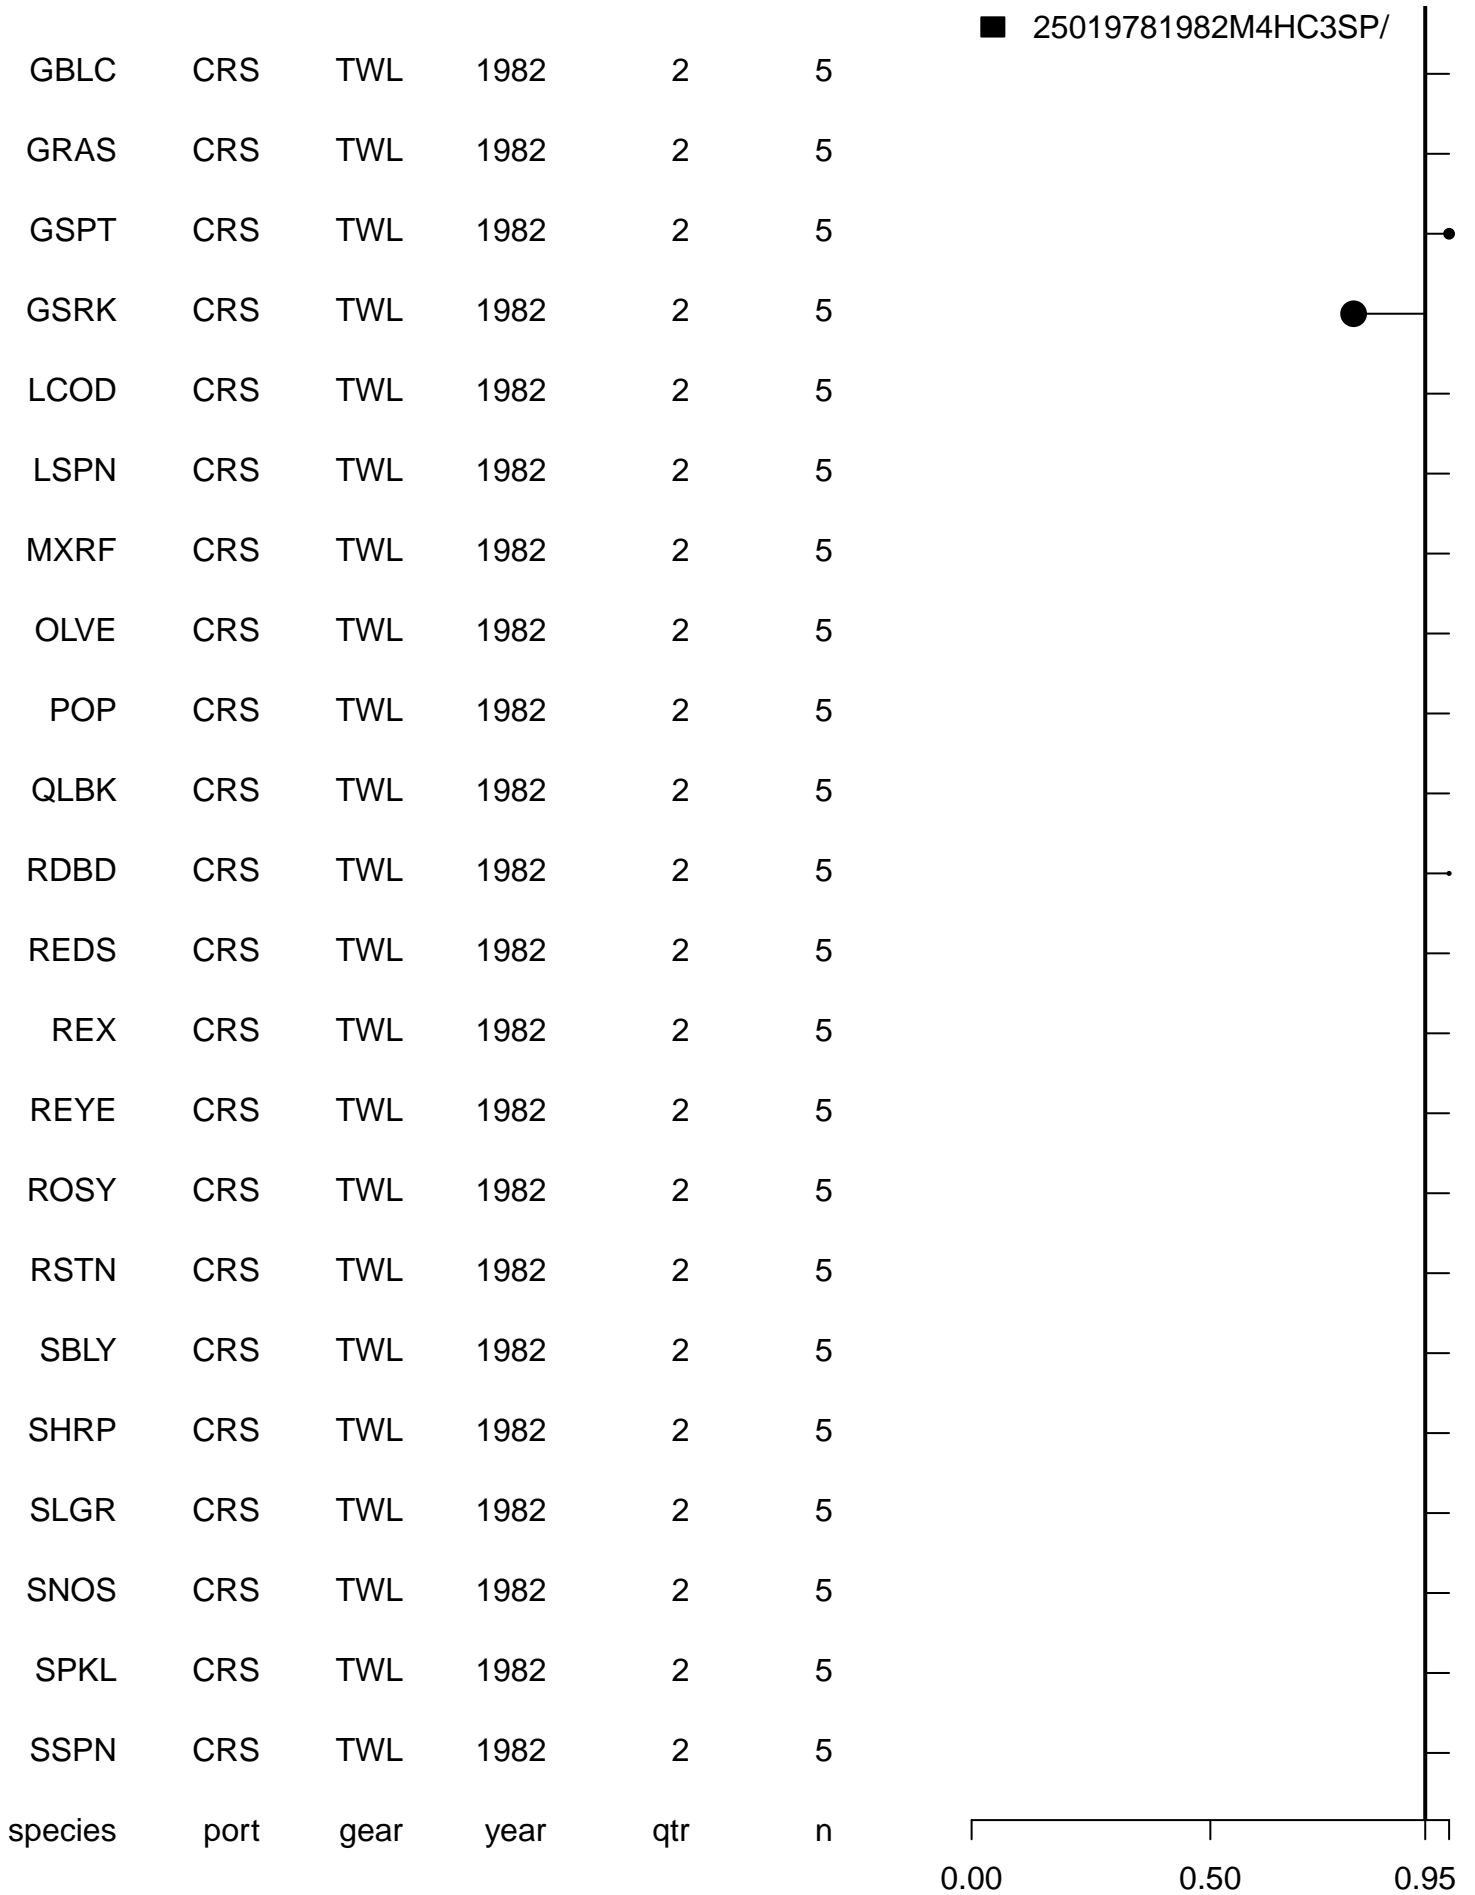 25019781982M4HC3SP/
GBLC CRS TWL 1982 2 5
GRAS CRS TWL 1982 2 5
GSPT CRS TWL 1982 2 5
GSRK CRS TWL 1982 2 5
LCOD CRS TWL 1982 2 5
LSPN CRS TWL 1982 2 5
MXRF CRS TWL 1982 2 5
OLVE CRS TWL 1982 2 5
POP CRS TWL 1982 2 5
QLBK CRS TWL 1982 2 5
RDBD CRS TWL 1982 2 5
REDS CRS TWL 1982 2 5
REX CRS TWL 1982 2 5
REYE CRS TWL 1982 2 5
ROSY CRS TWL 1982 2 5
RSTN CRS TWL 1982 2 5
SBLY CRS TWL 1982 2 5
SHRP CRS TWL 1982 2 5
SLGR CRS TWL 1982 2 5
SNOS CRS TWL 1982 2 5
SPKL CRS TWL 1982 2 5
SSPN CRS TWL 1982 2 5
species port gear year qtr n
0.00 0.50 0.95